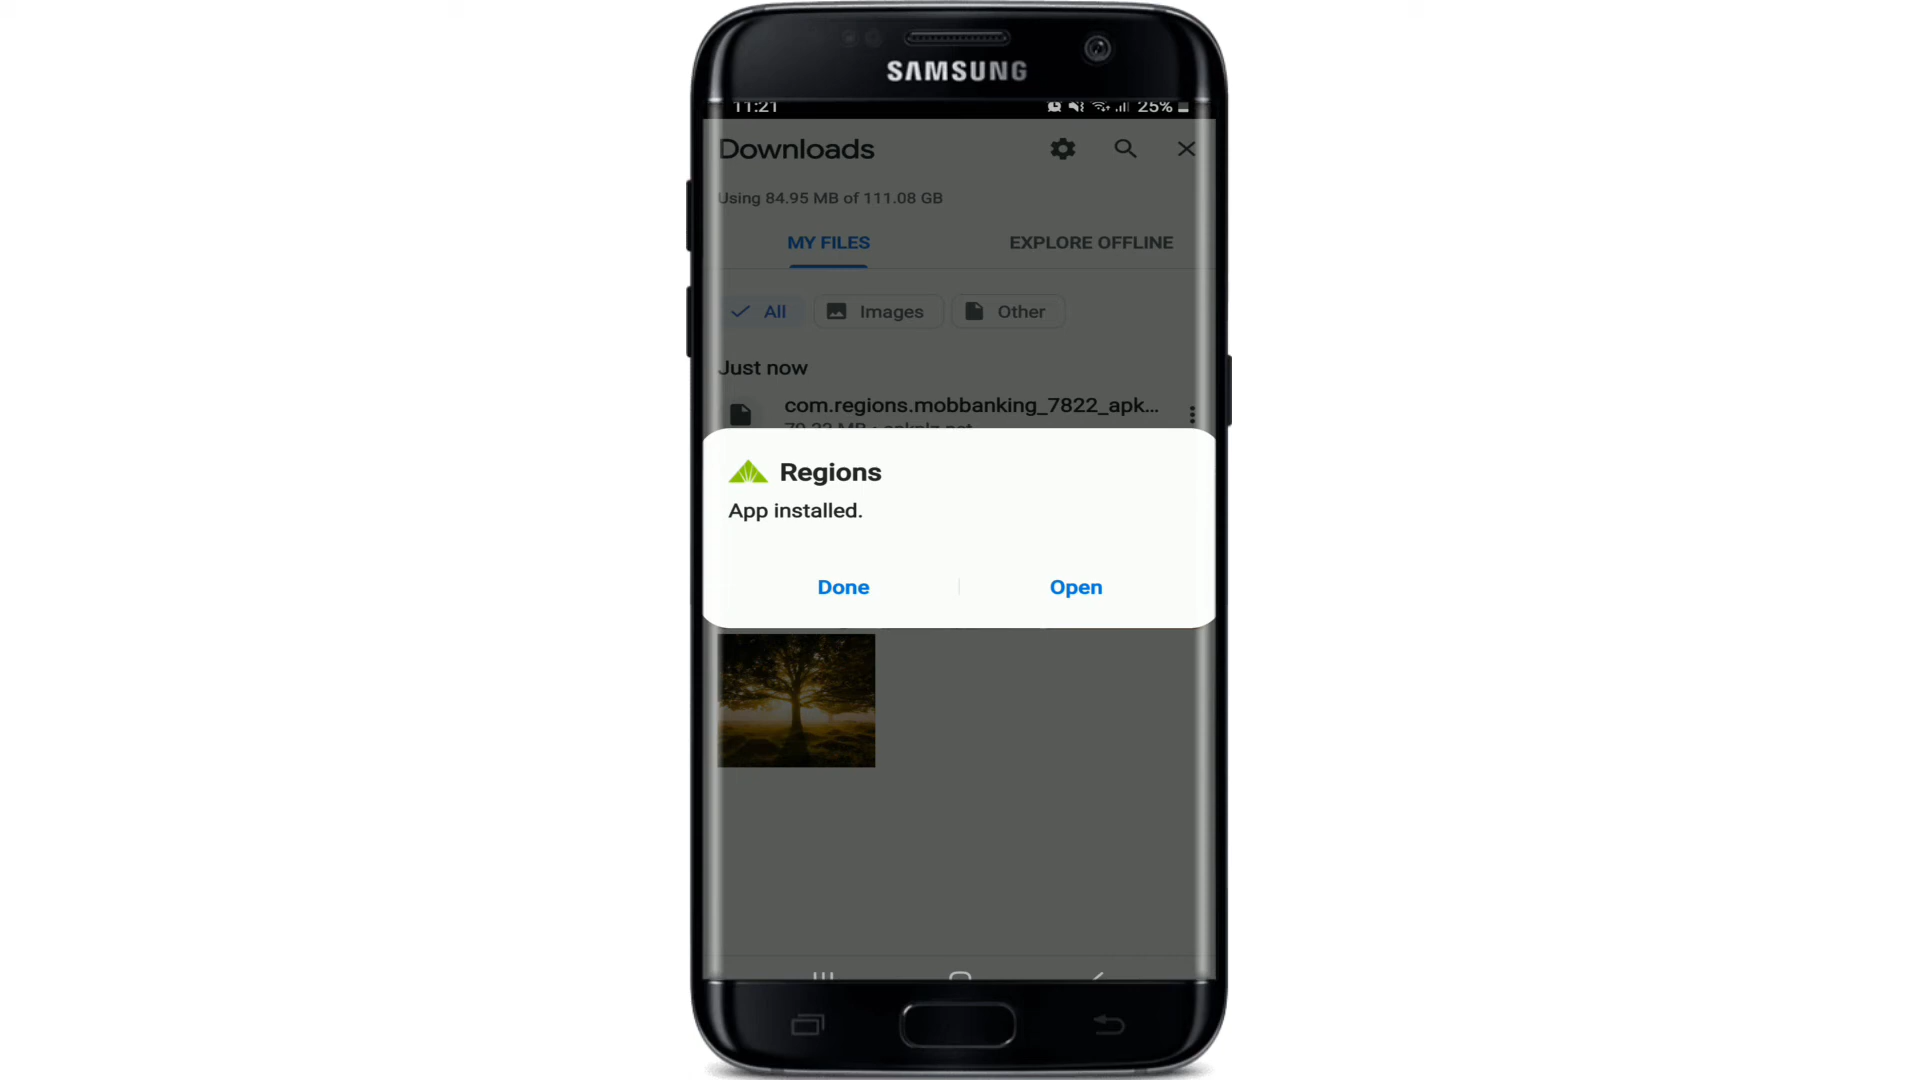 SAMSUNG
11:21
25%
Downloads
Using 84.95 MB of 111.08 GB
MY FILES
EXPLORE OFFLINE
All
Images
Other
Just now
com.regions.mobbanking_7822_apk...
Regions
App installed.
Done
Open